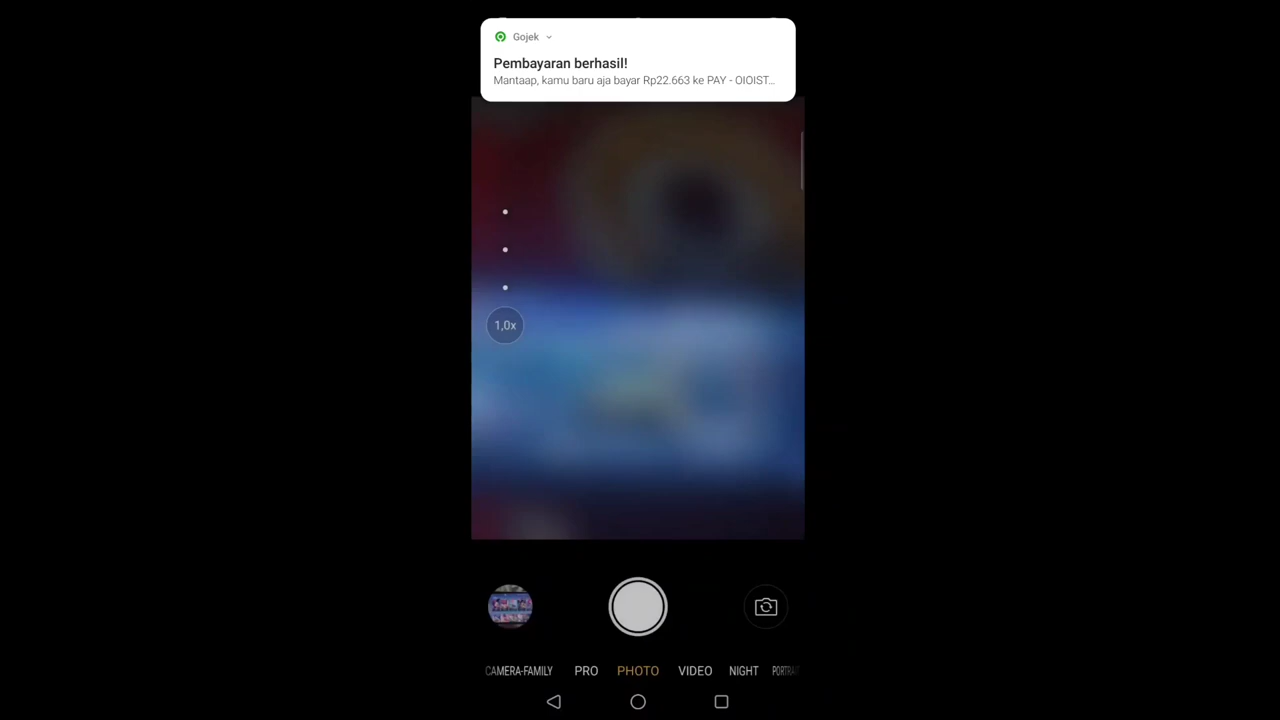 Gojek
Pembayaran berhasil!
Mantaap, kamu baru aja bayar Rp22.663 ke PAY - OIOIST...
1,0x
CAMERA-FAMILY PRO PHOTO VIDEO NIGHT PORTRAI